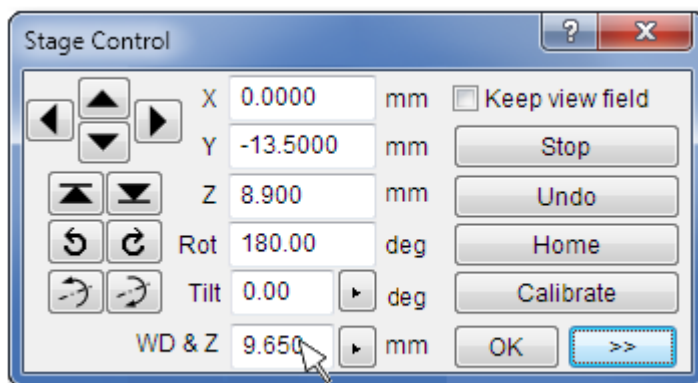 Stage Control ?
X 0.0000 mm Keep view field
Y -13.5000 mm Stop
Z 8.900 mm Undo
Rot 180.00 deg Home
Tilt 0.00 deg Calibrate
WD & Z 9.650 mm OK >>